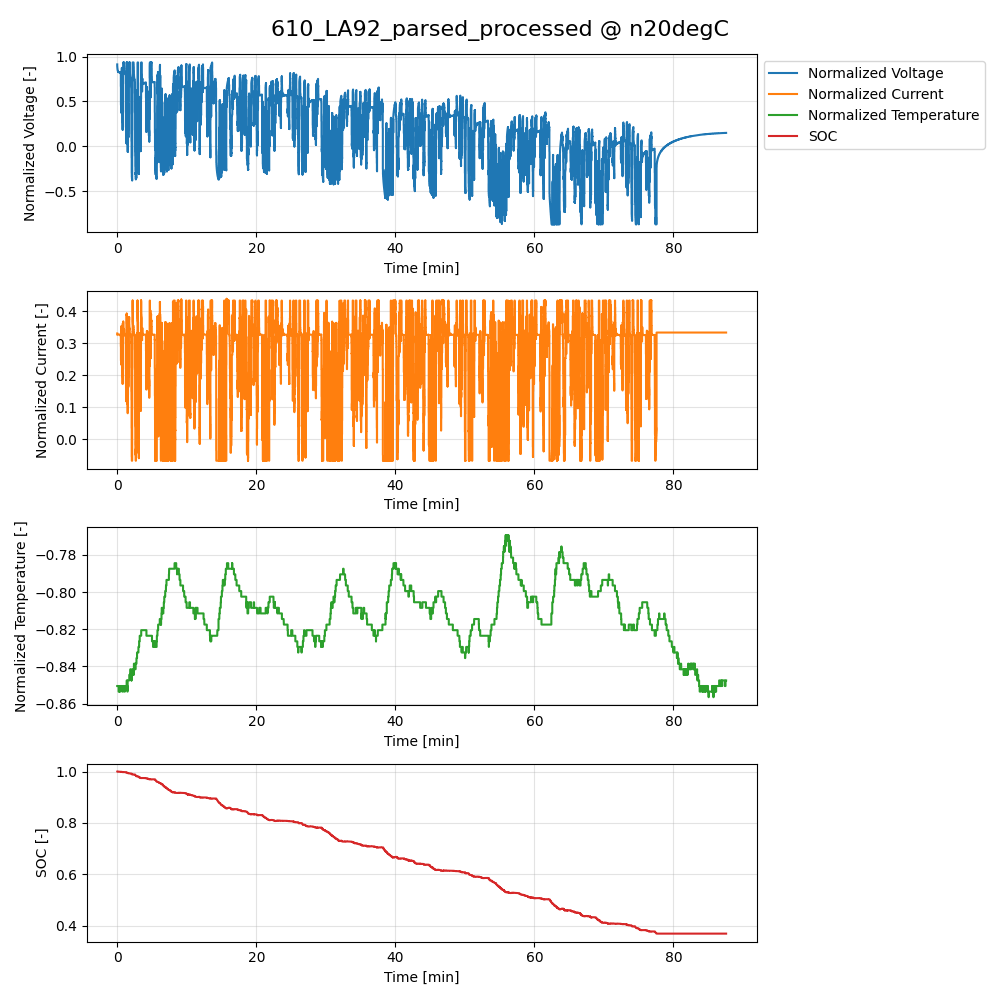 610_LA92_parsed_processed @ n20degC
Normalized Voltage [-]
1.0
0.5
0.0
−0.5
0 20 40 60 80
Time [min]
Normalized Voltage
Normalized Current
Normalized Temperature
SOC
Normalized Current [-]
0.4
0.3
0.2
0.1
0.0
0 20 40 60 80
Time [min]
Normalized Temperature [-]
−0.78
−0.80
−0.82
−0.84
−0.86
0 20 40 60 80
Time [min]
SOC [-]
1.0
0.8
0.6
0.4
0 20 40 60 80
Time [min]